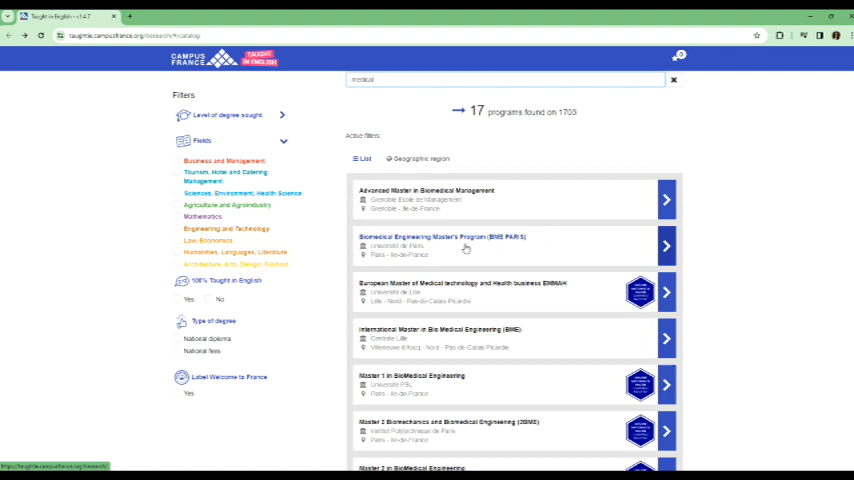 Taught in English - v1.4.7
taughtie.campusfrance.org/research/#/catalog
CAMPUS
FRANCE
TAUGHT
IN ENGLISH
0
medical
Filters
17 programs found on 1703
Level of degree sought
Active filters:
Fields
List
Geographic region
Business and Management
Tourism, Hotel and Catering
Management
Sciences, Environment, Health Science
Agriculture and Agroindustry
Mathematics
Engineering and Technology
Law, Economics
Humanities, Languages, Literature
Architecture, Arts, Design, Fashion
100% Taught in English
Yes
No
Type of degree
National diploma
National fees
Label Welcome to France
Yes
Advanced Master in Biomedical Management
Grenoble Ecole de Management
Grenoble - Ile-de-France
Biomedical Engineering Master's Program (BME PARIS)
Université de Paris
Paris - Ile-de-France
European Master of Medical technology and Health business EMMAH
Université de Lille
Lille - Nord - Pas-de-Calais Picardie
International Master in Bio Medical Engineering (BME)
Centrale Lille
Villeneuve d'Ascq - Nord - Pas-de-Calais Picardie
Master 1 in BioMedical Engineering
Université PSL
Paris - Ile-de-France
Master 2 Biomechanics and Biomedical Engineering (2BME)
Institut Polytechnique de Paris
Paris - Ile-de-France
Master 2 in BioMedical Engineering
https://taughtie.campusfrance.org/research/